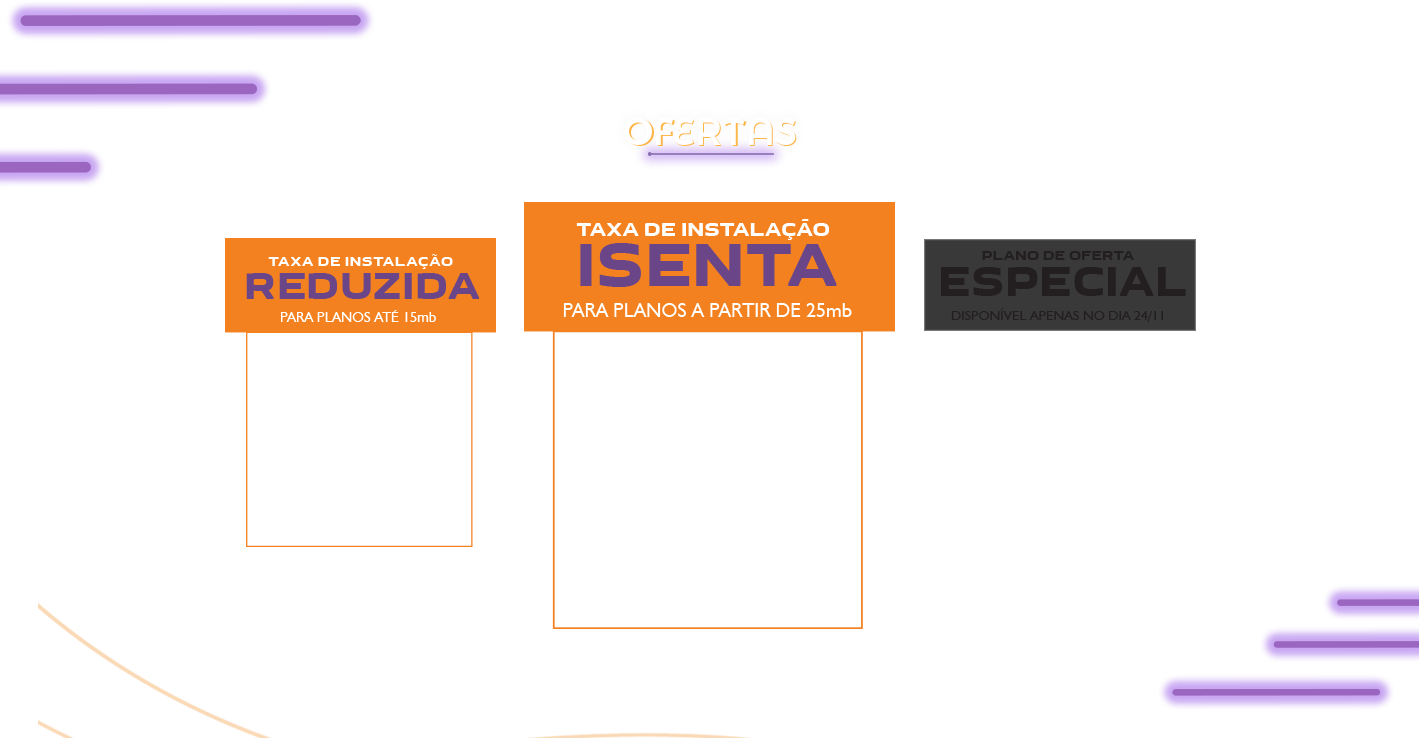 OFERTAS
TAXA DE INSTALAÇÃO
REDUZIDA
PARA PLANOS ATÉ 15mb
TAXA DE INSTALAÇÃO
ISENTA
PARA PLANOS A PARTIR DE 25mb
PLANO DE OFERTA
ESPECIAL
DISPONÍVEL APENAS NO DIA 24/11